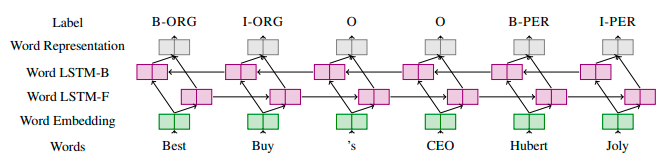 Label B-ORG I-ORG O O B-PER I-PER
Word Representation
Word LSTM-B
Word LSTM-F
Word Embedding
Words Best Buy 's CEO Hubert Joly